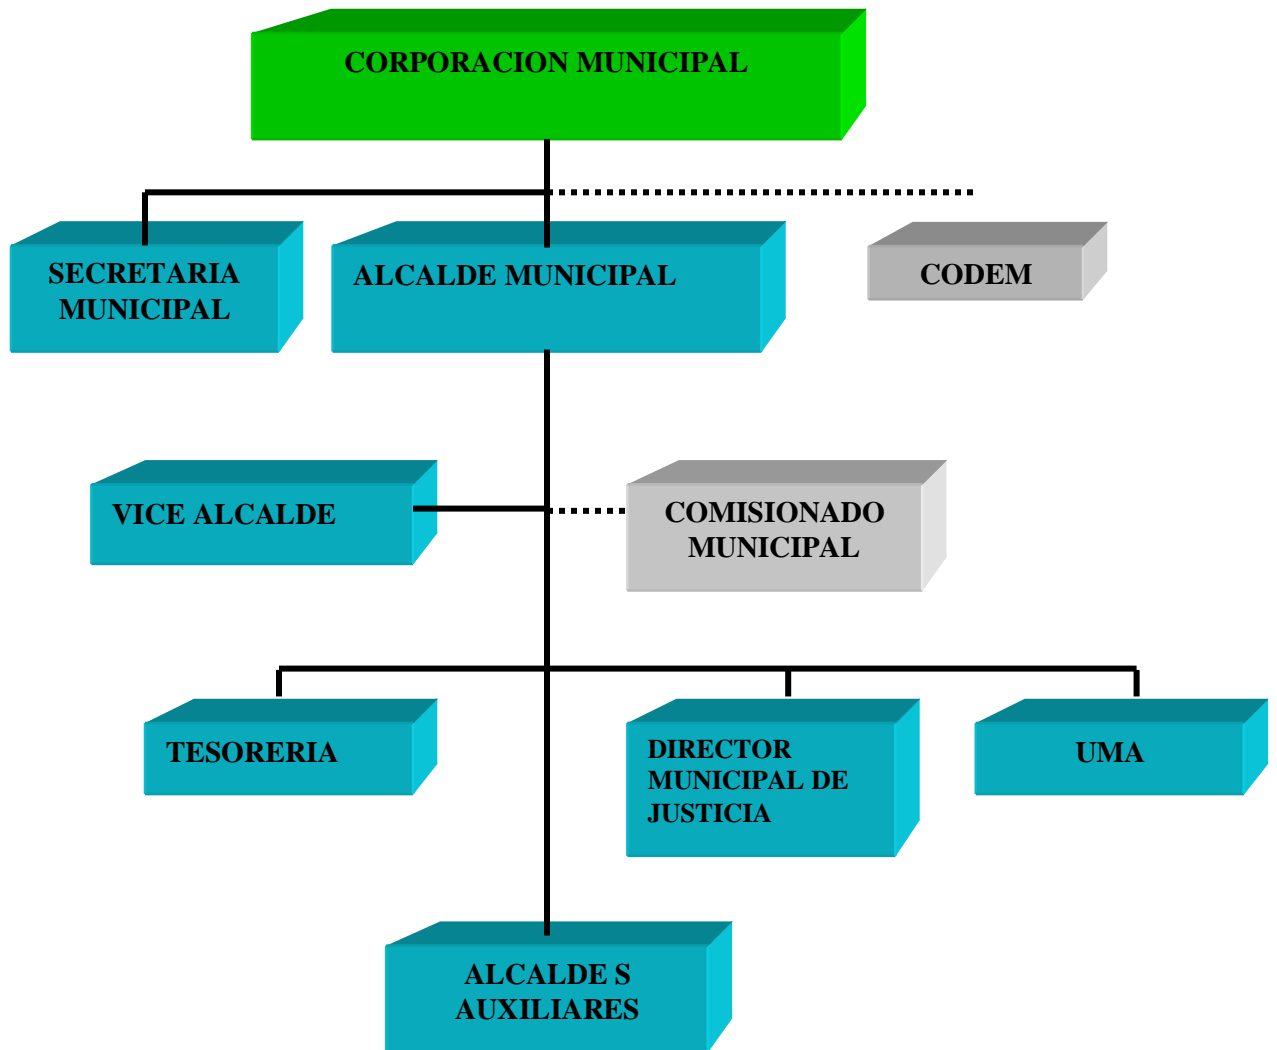 CORPORACION MUNICIPAL
SECRETARIA
MUNICIPAL
ALCALDE MUNICIPAL
CODEM
VICE ALCALDE
COMISIONADO
MUNICIPAL
TESORERIA
DIRECTOR
MUNICIPAL DE
JUSTICIA
UMA
ALCALDE S
AUXILIARES